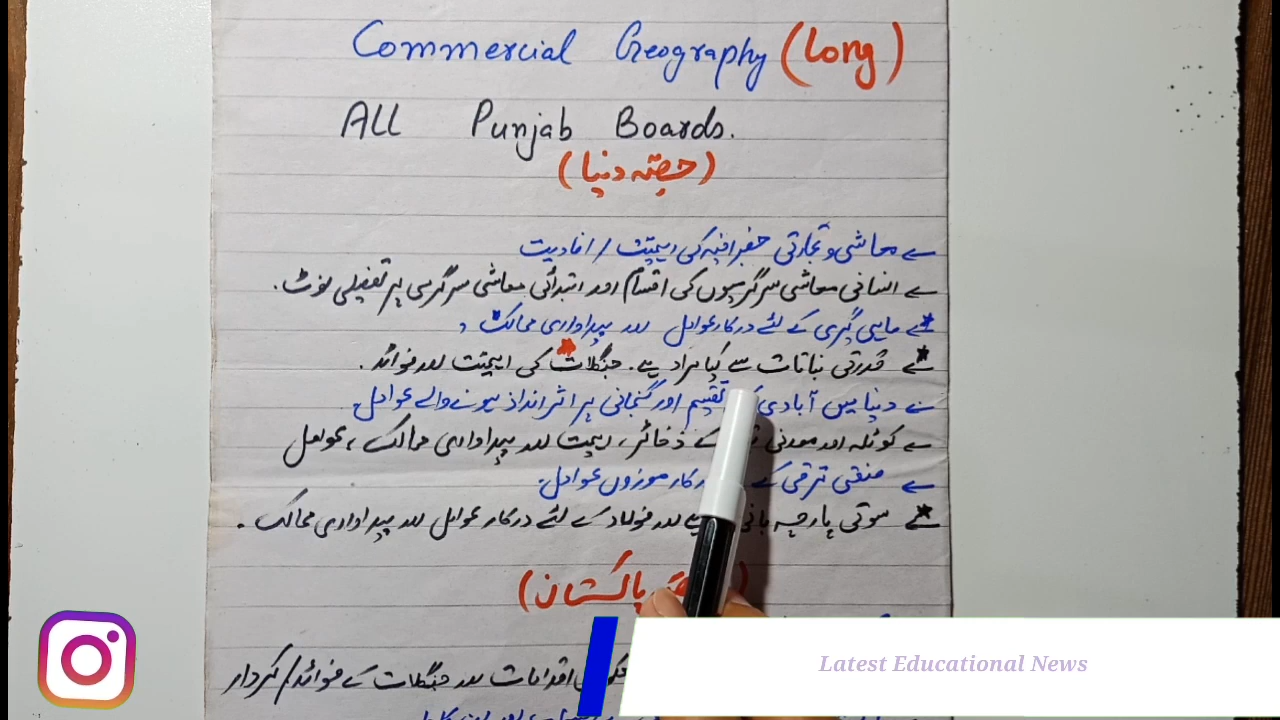 Commercial Geography (Long)
ALL Punjab Boards.
(حصتہ دنیا)
معاشی و تجارتی جغرافیہ کی اہمیت / افادیت
انسانی معاشی سرگرمیوں کی اقسام اور ابتدائی معاشی سرگرمی پر تفصیلی نوٹ۔
ماہی گیری کے لئے درکار عوامل اور پیداواری ممالک
قدرتی نباتات سے کیا مراد ہے۔ جنگلات کی اہمیت اور فوائد۔
دنیا میں آبادی تقسیم اور گنجانی پر اثر انداز ہونے والے عوامل۔
کوئلہ اور معدنی کے ذخائر، اہمیت اور پیداواری ممالک، عوامل
صنعتی ترقی کے درکار موزوں عوامل۔
سوتی پارچہ بافی اور فولاد کے لئے درکار عوامل اور پیداواری ممالک۔
پاکستان)
اقدامات اور جنگلات کے فوائد/کردار
Latest Educational News